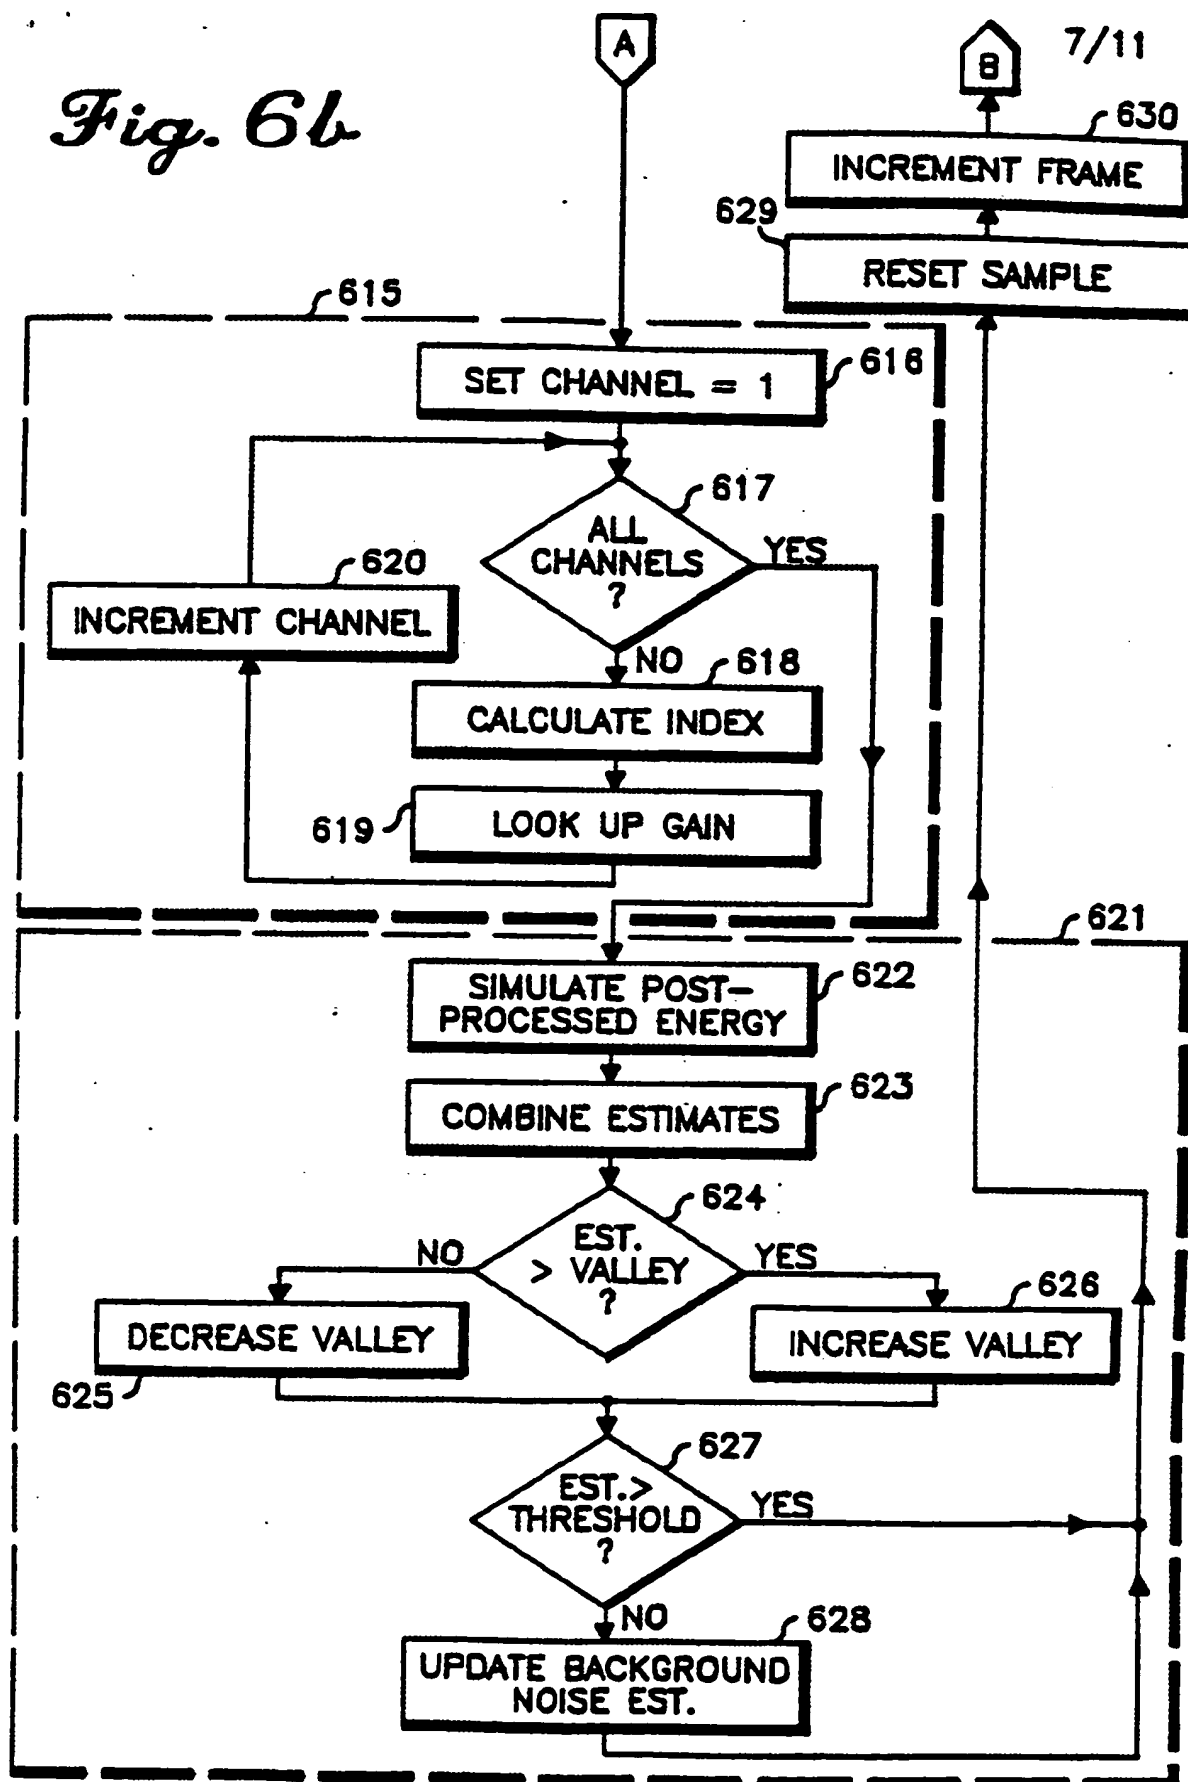 A
B
7/11
Fig. 6b
630
INCREMENT FRAME
629
RESET SAMPLE
615
SET CHANNEL = 1
616
617
ALL
CHANNELS
?
YES
620
INCREMENT CHANNEL
NO
618
CALCULATE INDEX
619
LOOK UP GAIN
621
SIMULATE POST-
PROCESSED ENERGY
622
COMBINE ESTIMATES
623
624
EST.
> VALLEY
?
NO
YES
DECREASE VALLEY
625
626
INCREASE VALLEY
627
EST.>
THRESHOLD
?
YES
NO
628
UPDATE BACKGROUND
NOISE EST.